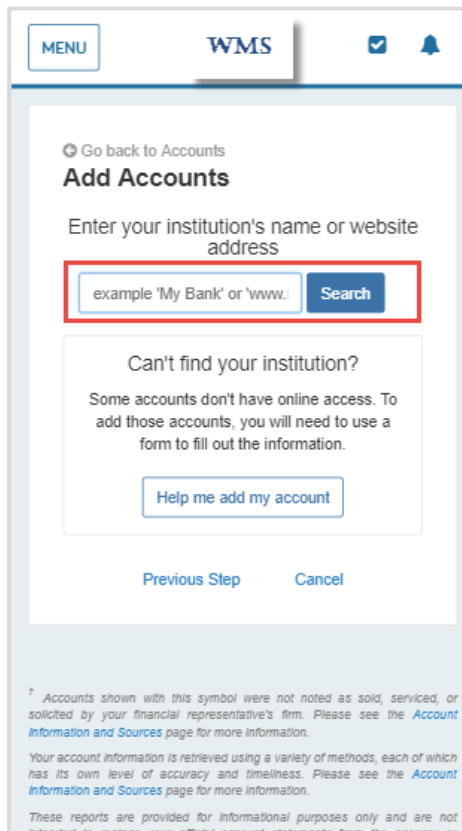 MENU
WMS
Go back to Accounts
Add Accounts
Enter your institution's name or website
address
example 'My Bank' or 'www.
Search
Can't find your institution?
Some accounts don't have online access. To
add those accounts, you will need to use a
form to fill out the information.
Help me add my account
Previous Step
Cancel
† Accounts shown with this symbol were not noted as sold, serviced, or
solicited by your financial representative's firm. Please see the Account
Information and Sources page for more information.
Your account information is retrieved using a variety of methods, each of which
has its own level of accuracy and timeliness. Please see the Account
Information and Sources page for more information.
These reports are provided for informational purposes only and are not